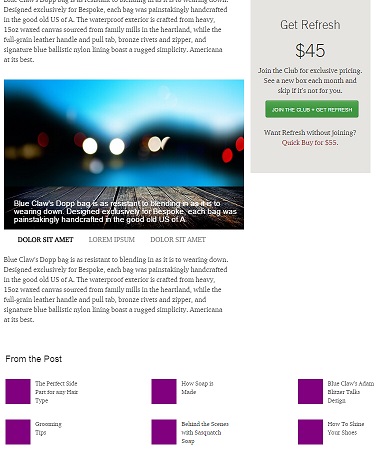 Blue Claw's Dopp bag is as resistant to blending in as it is to wearing down.
Designed exclusively for Bespoke, each bag was painstakingly handcrafted
in the good old US of A. The waterproof exterior is crafted from heavy,
15oz waxed canvas sourced from family mills in the heartland, while the
full-grain leather handle and pull tab, bronze rivets and zipper, and
signature blue ballistic nylon lining boast a rugged simplicity. Americana
at its best.
Get Refresh
$45
Join the Club for exclusive pricing.
See a new box each month and
skip if it's not for you.
JOIN THE CLUB + GET REFRESH
Want Refresh without joining?
Quick Buy for $55.
Blue Claw's Dopp bag is as resistant to blending in as it is to
wearing down. Designed exclusively for Bespoke, each bag was
painstakingly handcrafted in the good old US of A.
DOLOR SIT AMET LOREM IPSUM DOLOR SIT AMET
Blue Claw's Dopp bag is as resistant to blending in as it is to wearing down.
Designed exclusively for Bespoke, each bag was painstakingly handcrafted
in the good old US of A. The waterproof exterior is crafted from heavy,
15oz waxed canvas sourced from family mills in the heartland, while the
full-grain leather handle and pull tab, bronze rivets and zipper, and
signature blue ballistic nylon lining boast a rugged simplicity. Americana
at its best.
From the Post
The Perfect Side
Part for any Hair
Type
How Soap is
Made
Blue Claw's Adam
Blitzer Talks
Design
Grooming
Tips
Behind the Scenes
with Sasquatch
Soap
How To Shine
Your Shoes